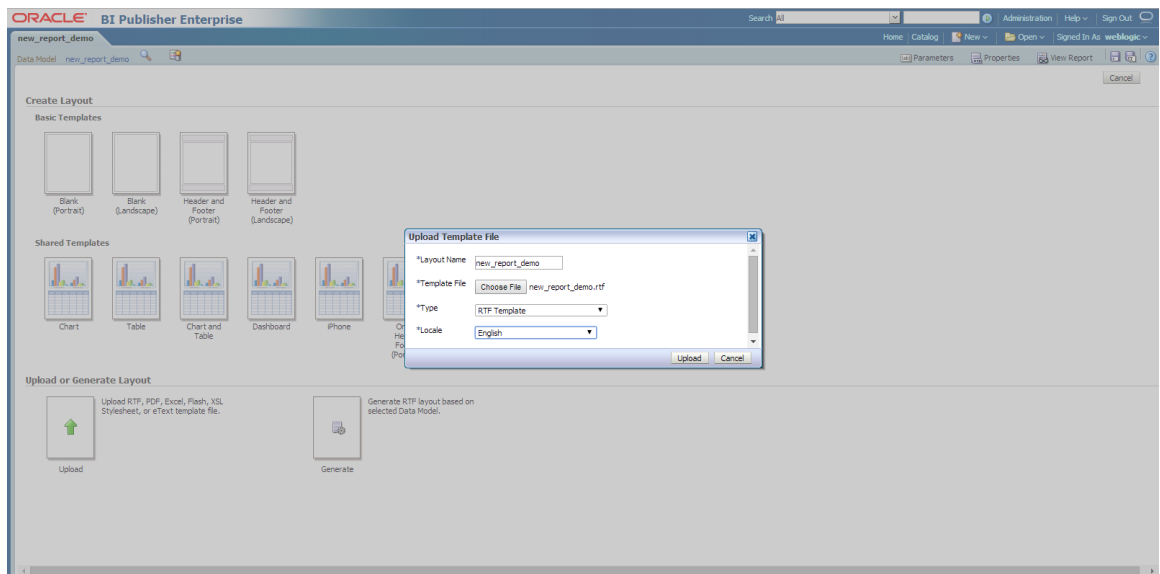 ORACLE BI Publisher Enterprise Search All Administration Help Sign Out
new_report_demo Home Catalog New Open Signed In As weblogic
Data Model new_report_demo Parameters Properties View Report
Cancel
Create Layout
Basic Templates
Blank (Portrait)
Blank (Landscape)
Header and Footer (Portrait)
Header and Footer (Landscape)
Shared Templates
Chart
Table
Chart and Table
Dashboard
iPhone
Upload Template File
*Layout Name new_report_demo
*Template File Choose File new_report_demo.rtf
*Type RTF Template
*Locale English
Upload Cancel
Upload or Generate Layout
Upload RTF, PDF, Excel, Flash, XSL
Stylesheet, or eText template file.
Upload
Generate RTF layout based on
selected Data Model.
Generate